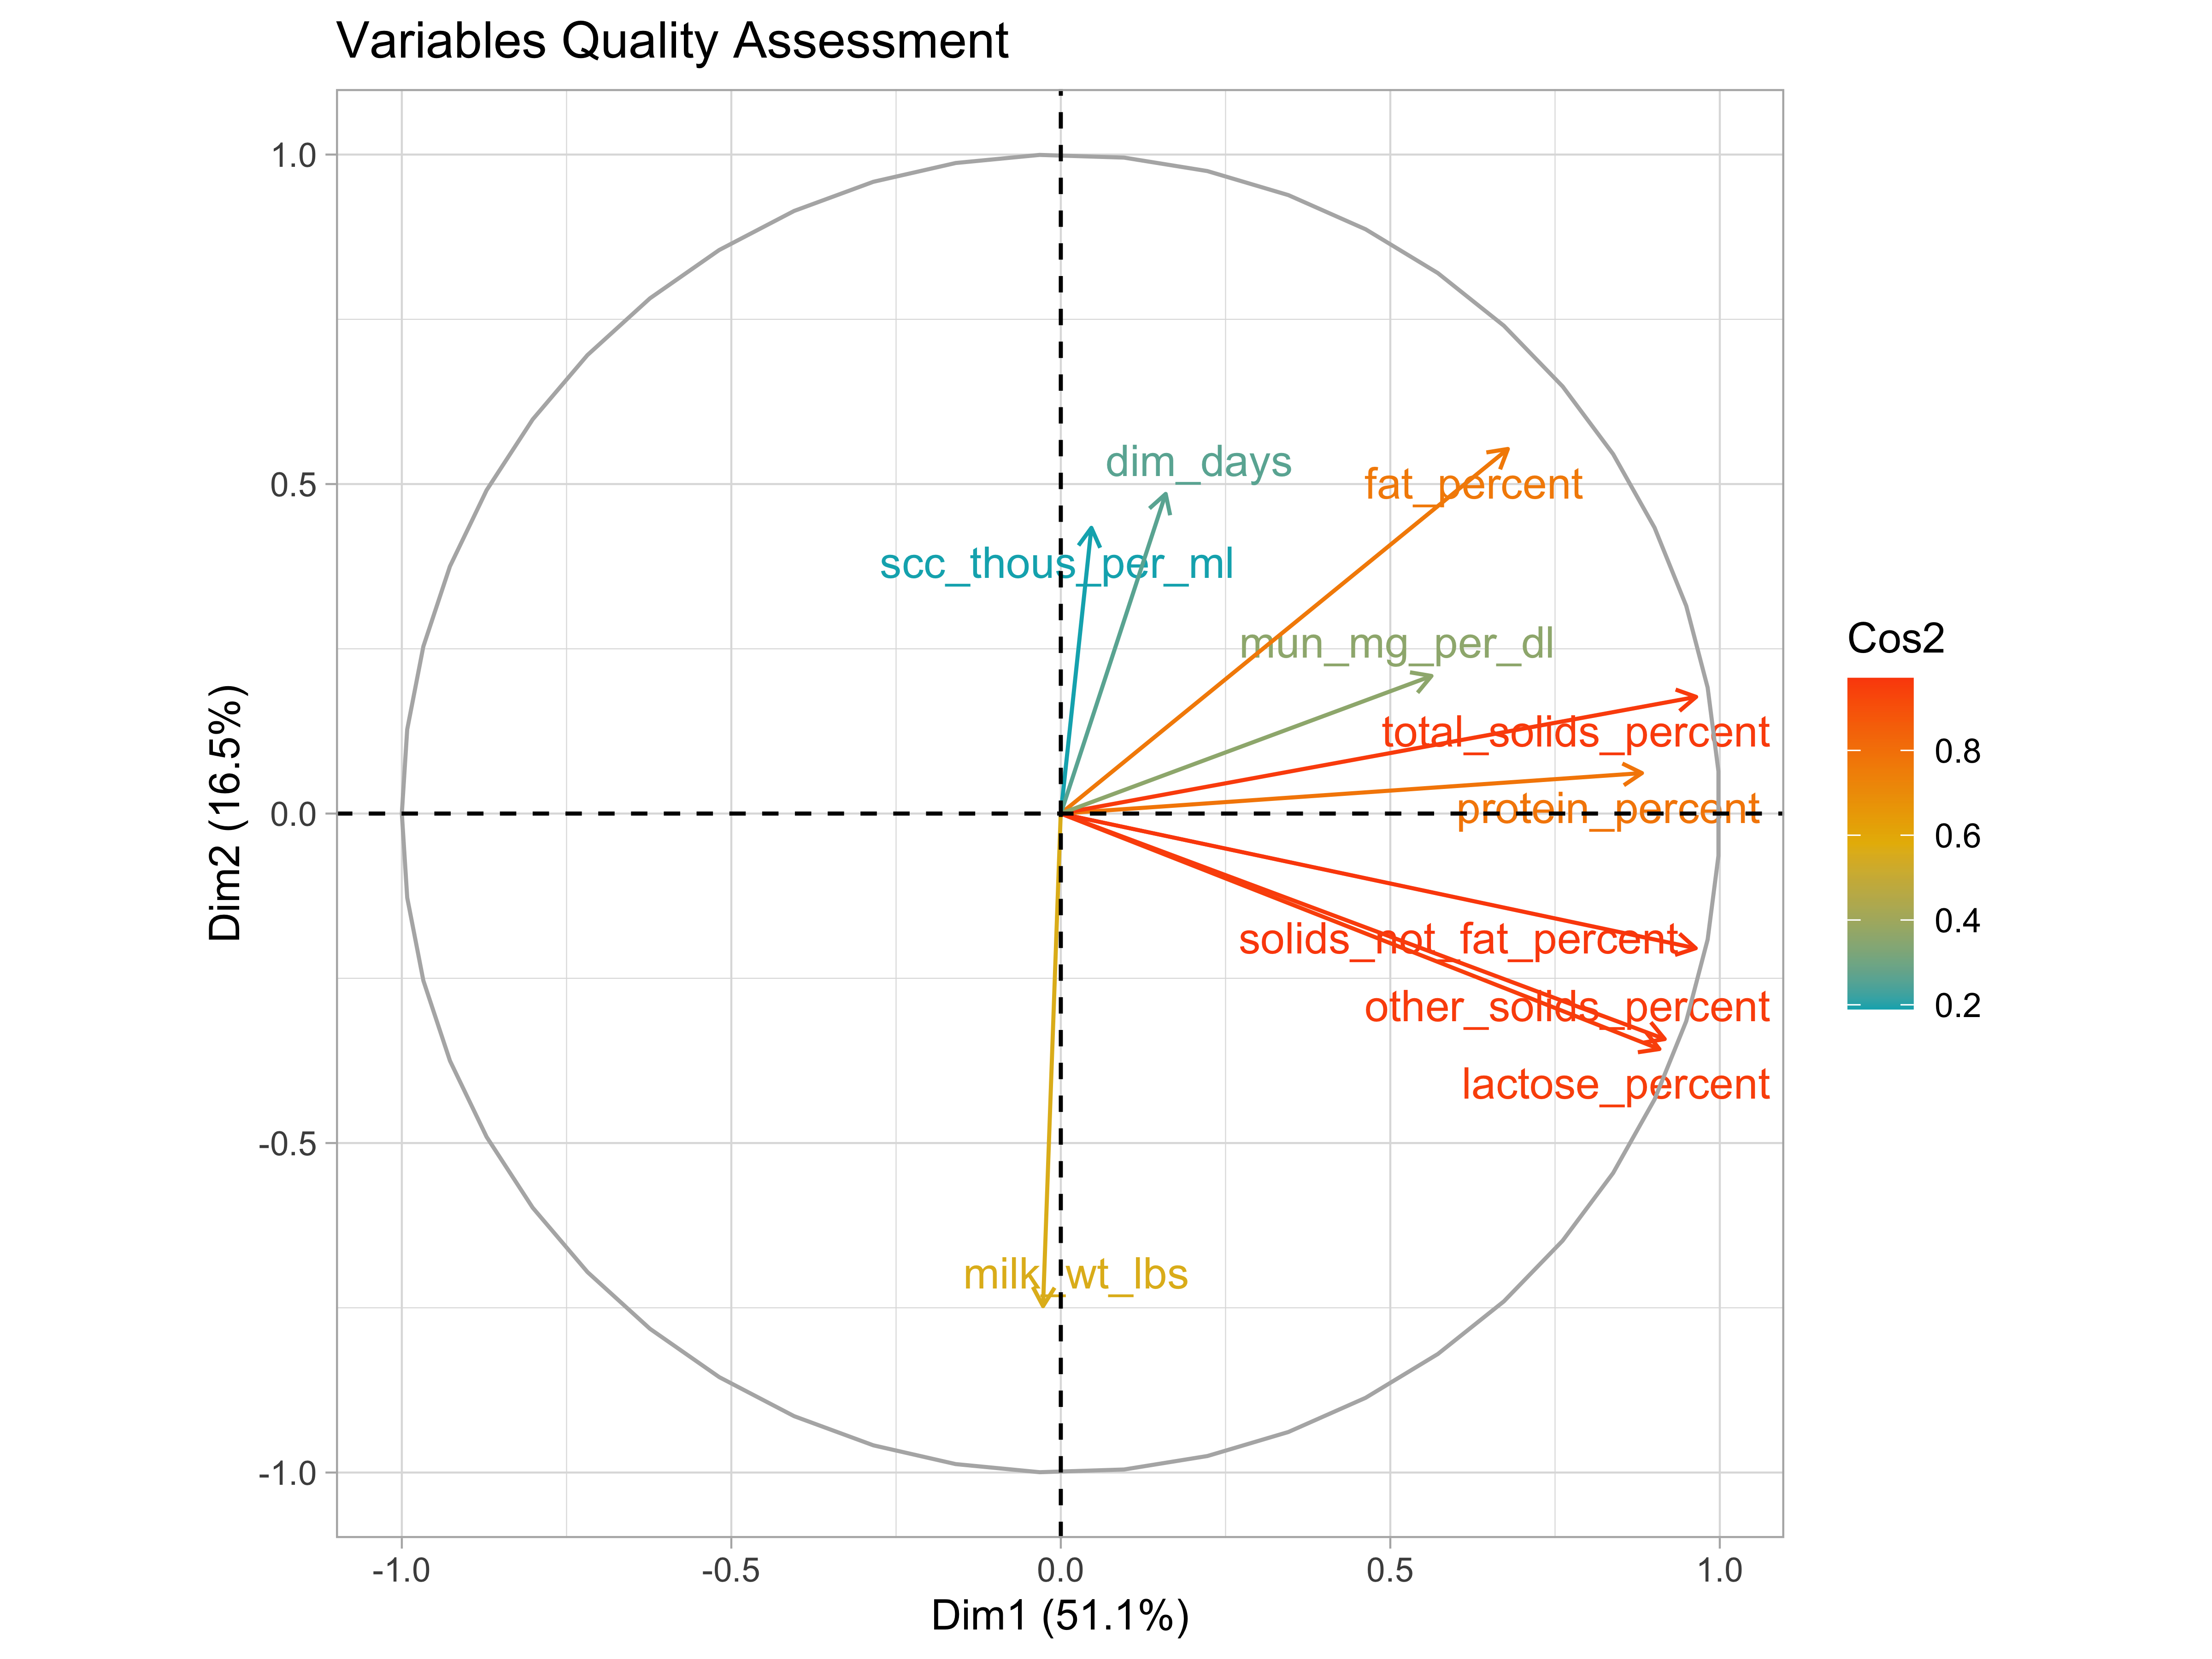 Variables Quality Assessment
1.0
0.5
0.0
-0.5
-1.0
Dim2 (16.5%)
dim_days
fat_percent
scc_thous_per_ml
mun_mg_per_dl
total_solids_percent
protein_percent
solids_not_fat_percent
other_solids_percent
lactose_percent
milk_wt_lbs
-1.0
-0.5
0.0
0.5
1.0
Dim1 (51.1%)
Cos2
0.8
0.6
0.4
0.2